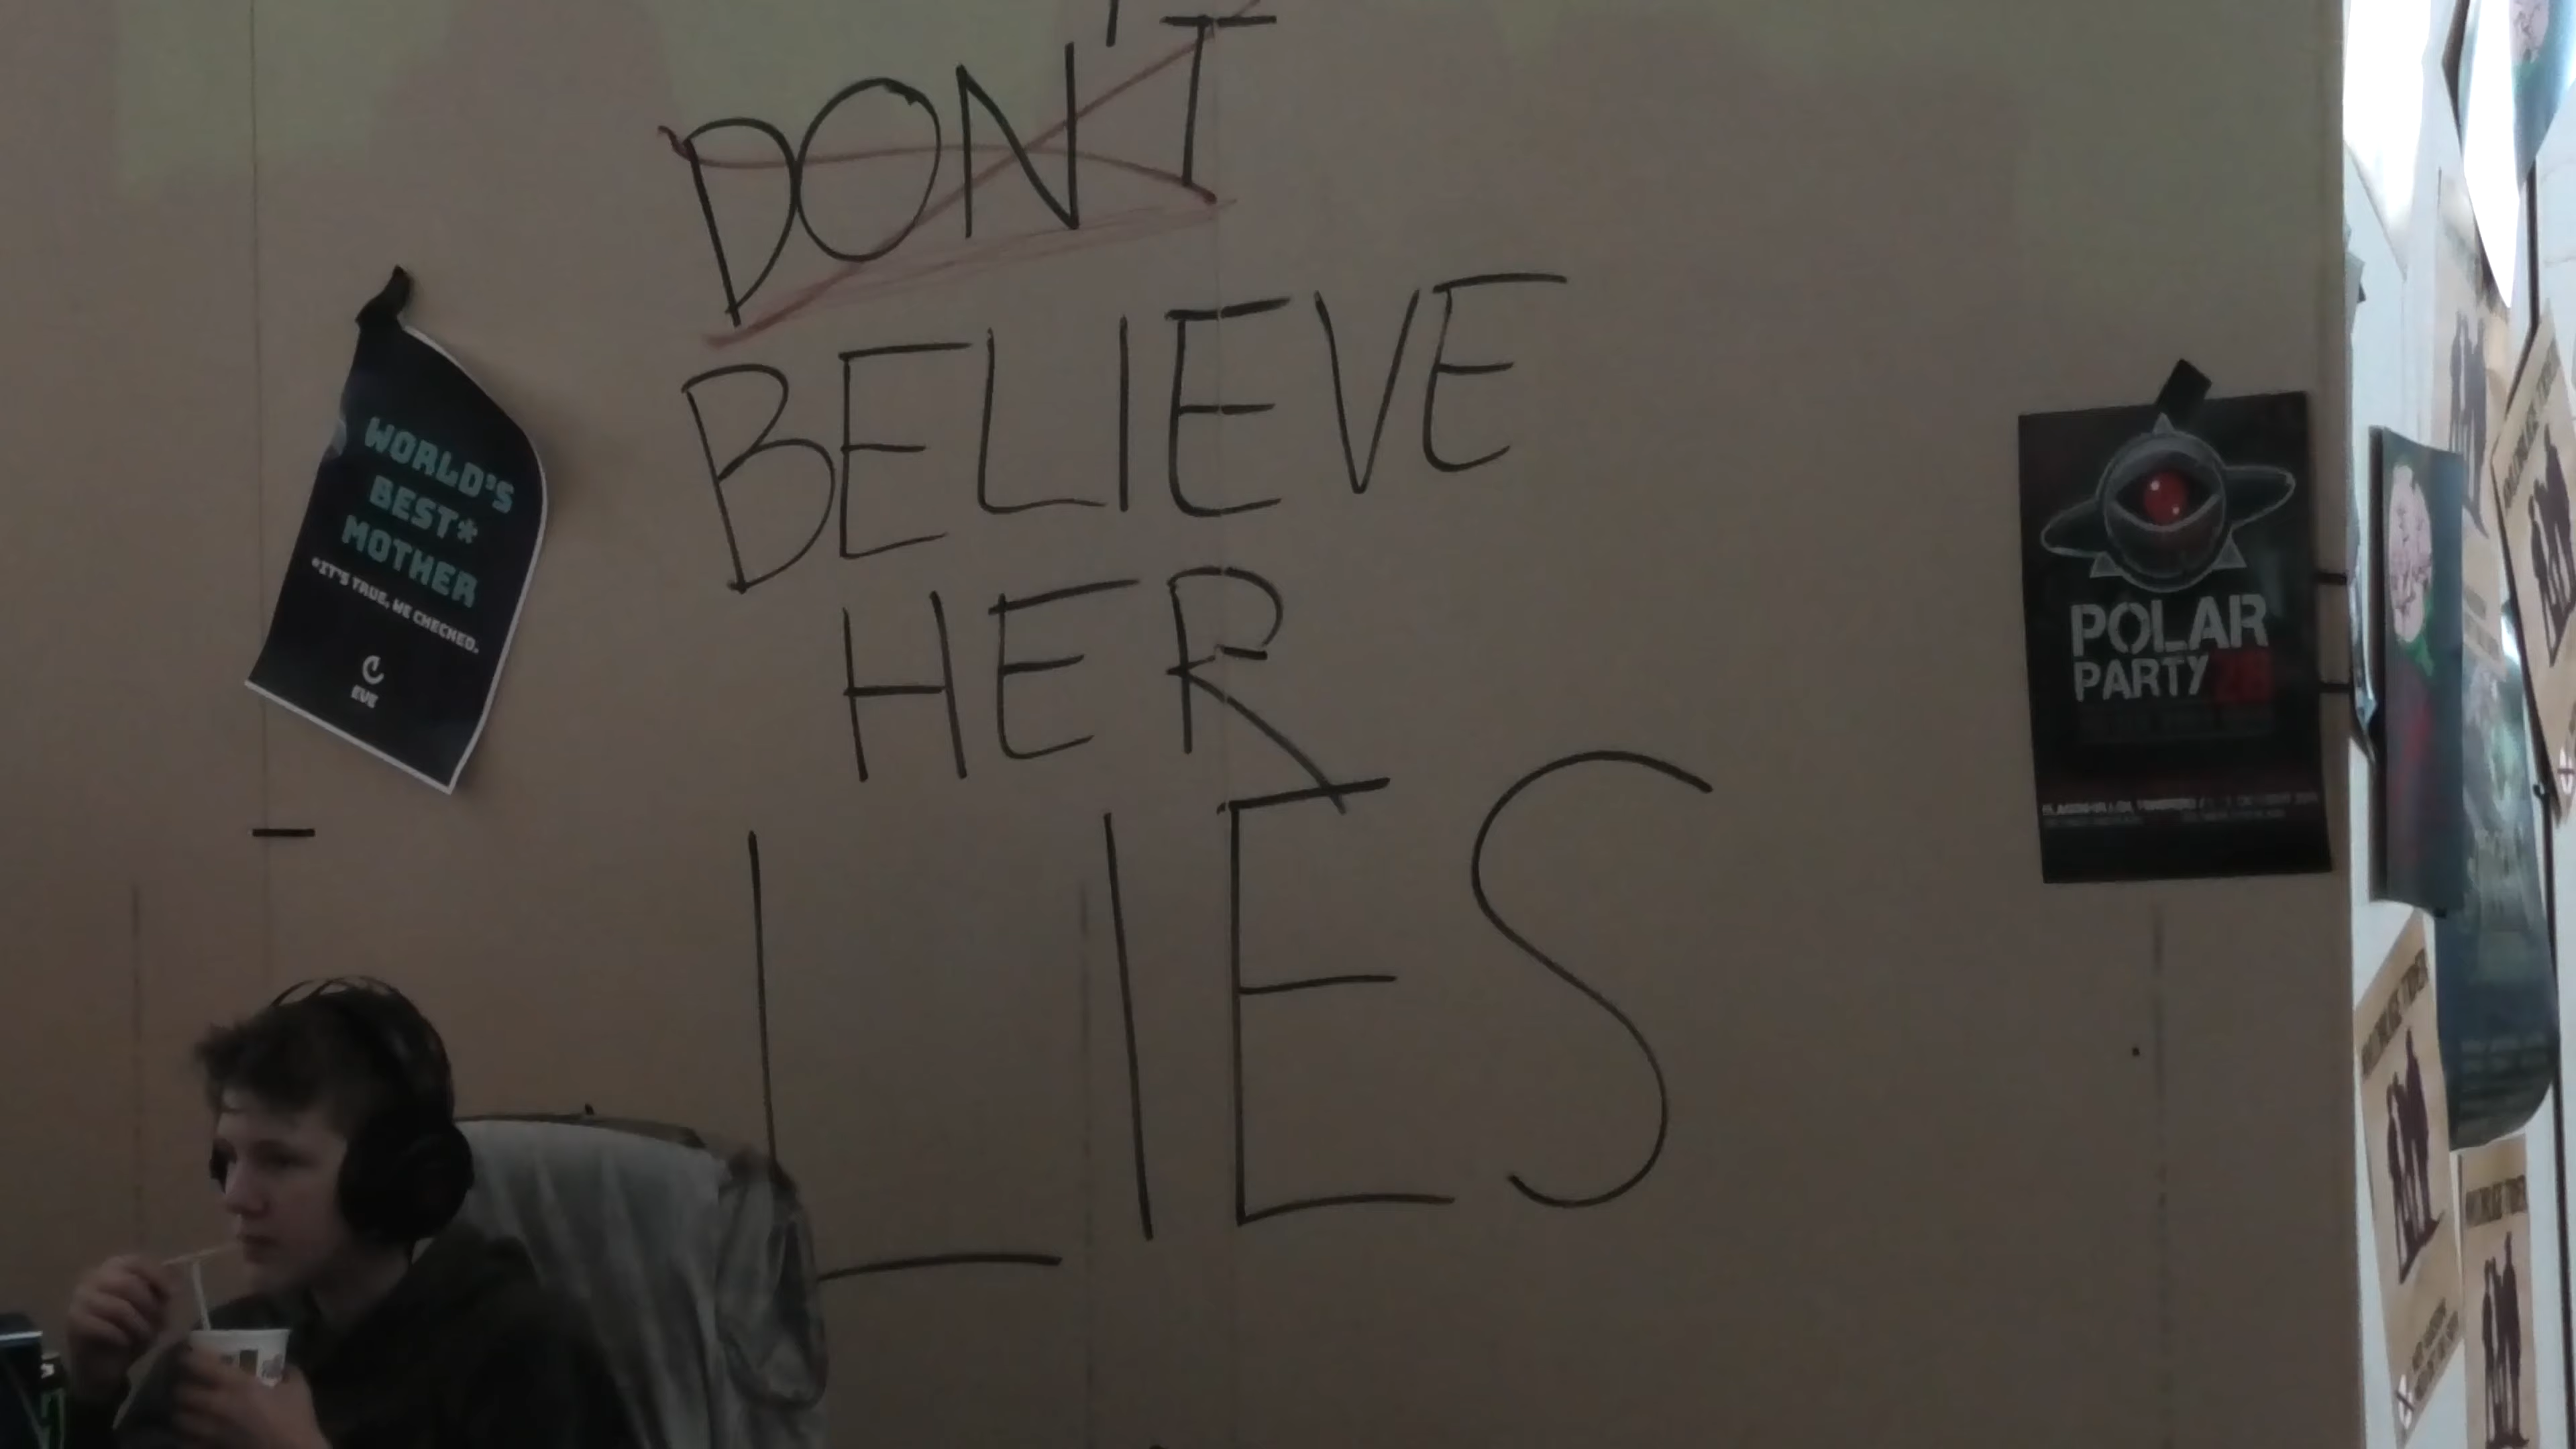 DON'T
BELIEVE
HER
LIES
WORLD'S
BEST*
MOTHER
*IT'S TRUE, WE CHECKED.
EVE
POLAR
PARTY